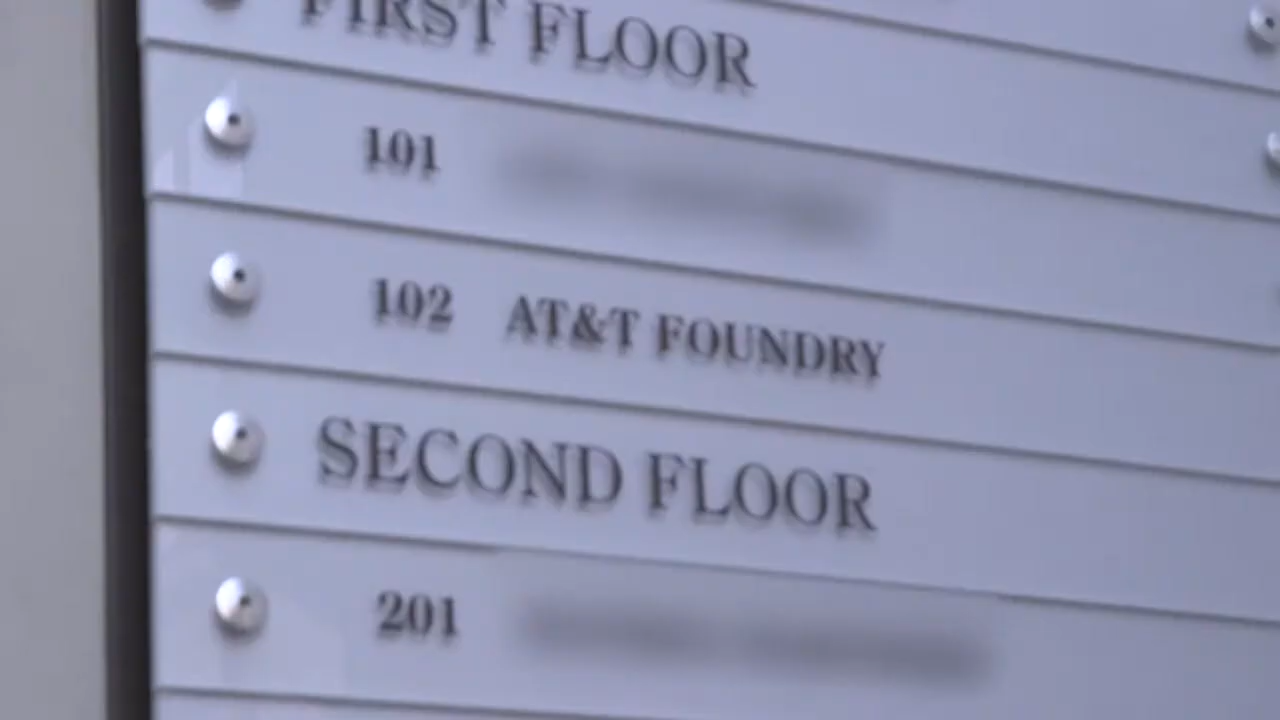 FIRST FLOOR
101
102 AT&T FOUNDRY
SECOND FLOOR
201